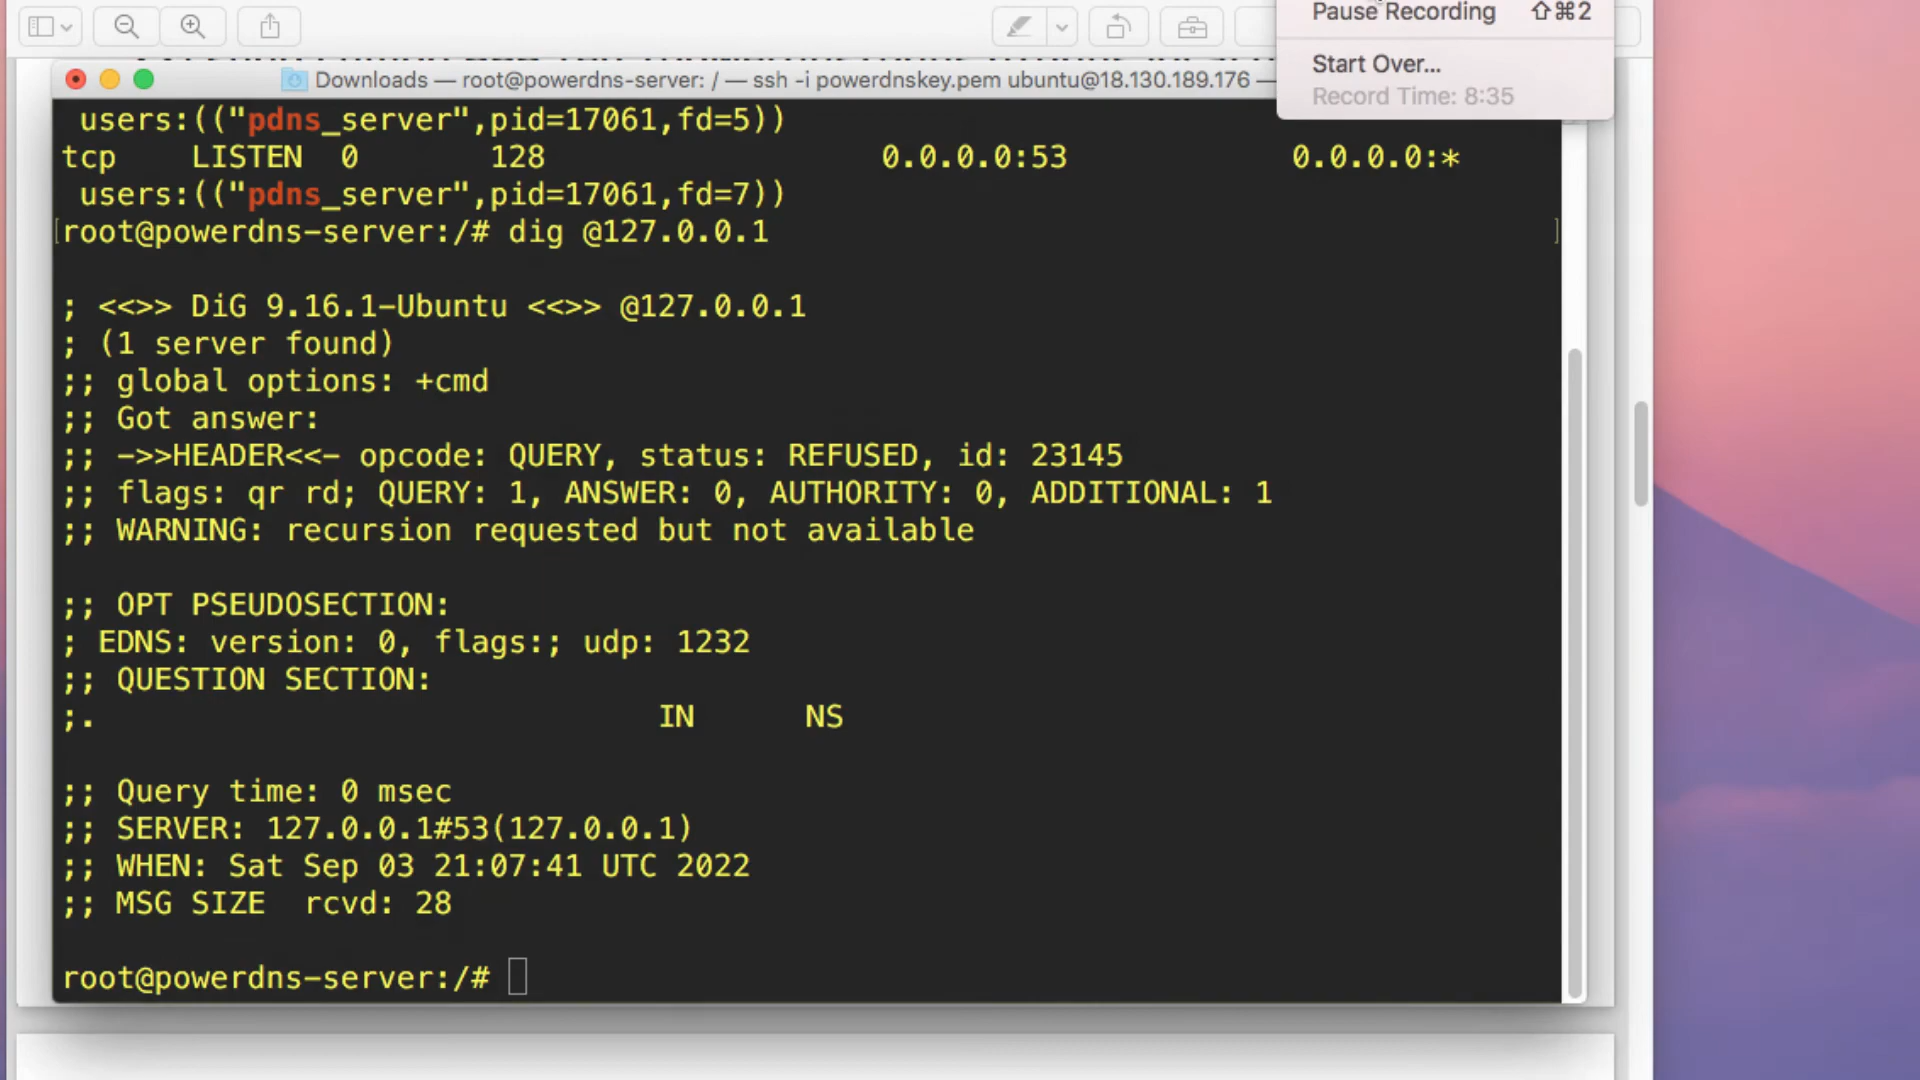 Pause Recording ⇧⌘2
Start Over...
Record Time: 8:35
Downloads — root@powerdns-server: / — ssh -i powerdnskey.pem ubuntu@18.130.189.176 —
users:(("pdns_server",pid=17061,fd=5))
tcp LISTEN 0 128 0.0.0.0:53 0.0.0.0:*
users:(("pdns_server",pid=17061,fd=7))
[root@powerdns-server:/# dig @127.0.0.1 ]
; <<>> DiG 9.16.1-Ubuntu <<>> @127.0.0.1
; (1 server found)
;; global options: +cmd
;; Got answer:
;; ->>HEADER<<- opcode: QUERY, status: REFUSED, id: 23145
;; flags: qr rd; QUERY: 1, ANSWER: 0, AUTHORITY: 0, ADDITIONAL: 1
;; WARNING: recursion requested but not available
;; OPT PSEUDOSECTION:
; EDNS: version: 0, flags:; udp: 1232
;; QUESTION SECTION:
;. IN NS
;; Query time: 0 msec
;; SERVER: 127.0.0.1#53(127.0.0.1)
;; WHEN: Sat Sep 03 21:07:41 UTC 2022
;; MSG SIZE rcvd: 28
root@powerdns-server:/#